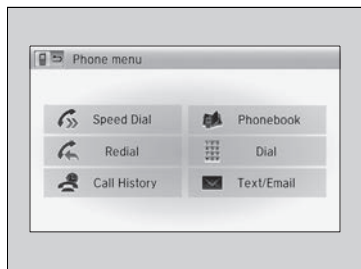 Phone menu
Speed Dial
Phonebook
Redial
Dial
Call History
Text/Email